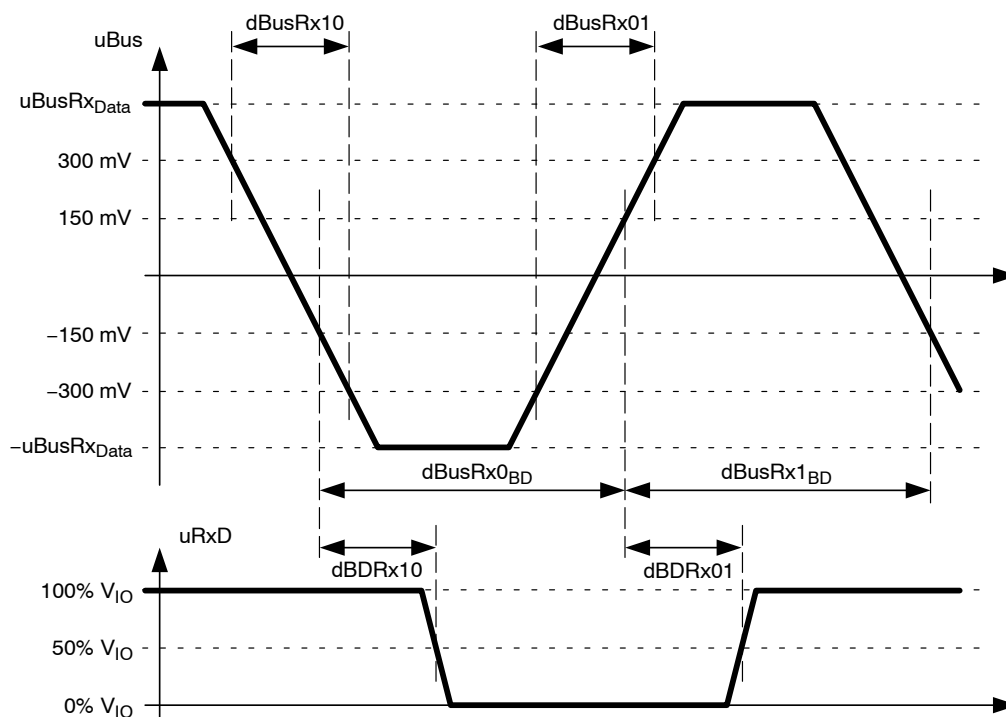 dBusRx10
dBusRx01
uBus
uBusRxData
300 mV
150 mV
−150 mV
−300 mV
−uBusRxData
dBusRx0BD
dBusRx1BD
uRxD
dBDRx10
dBDRx01
100% VIO
50% VIO
0% VIO